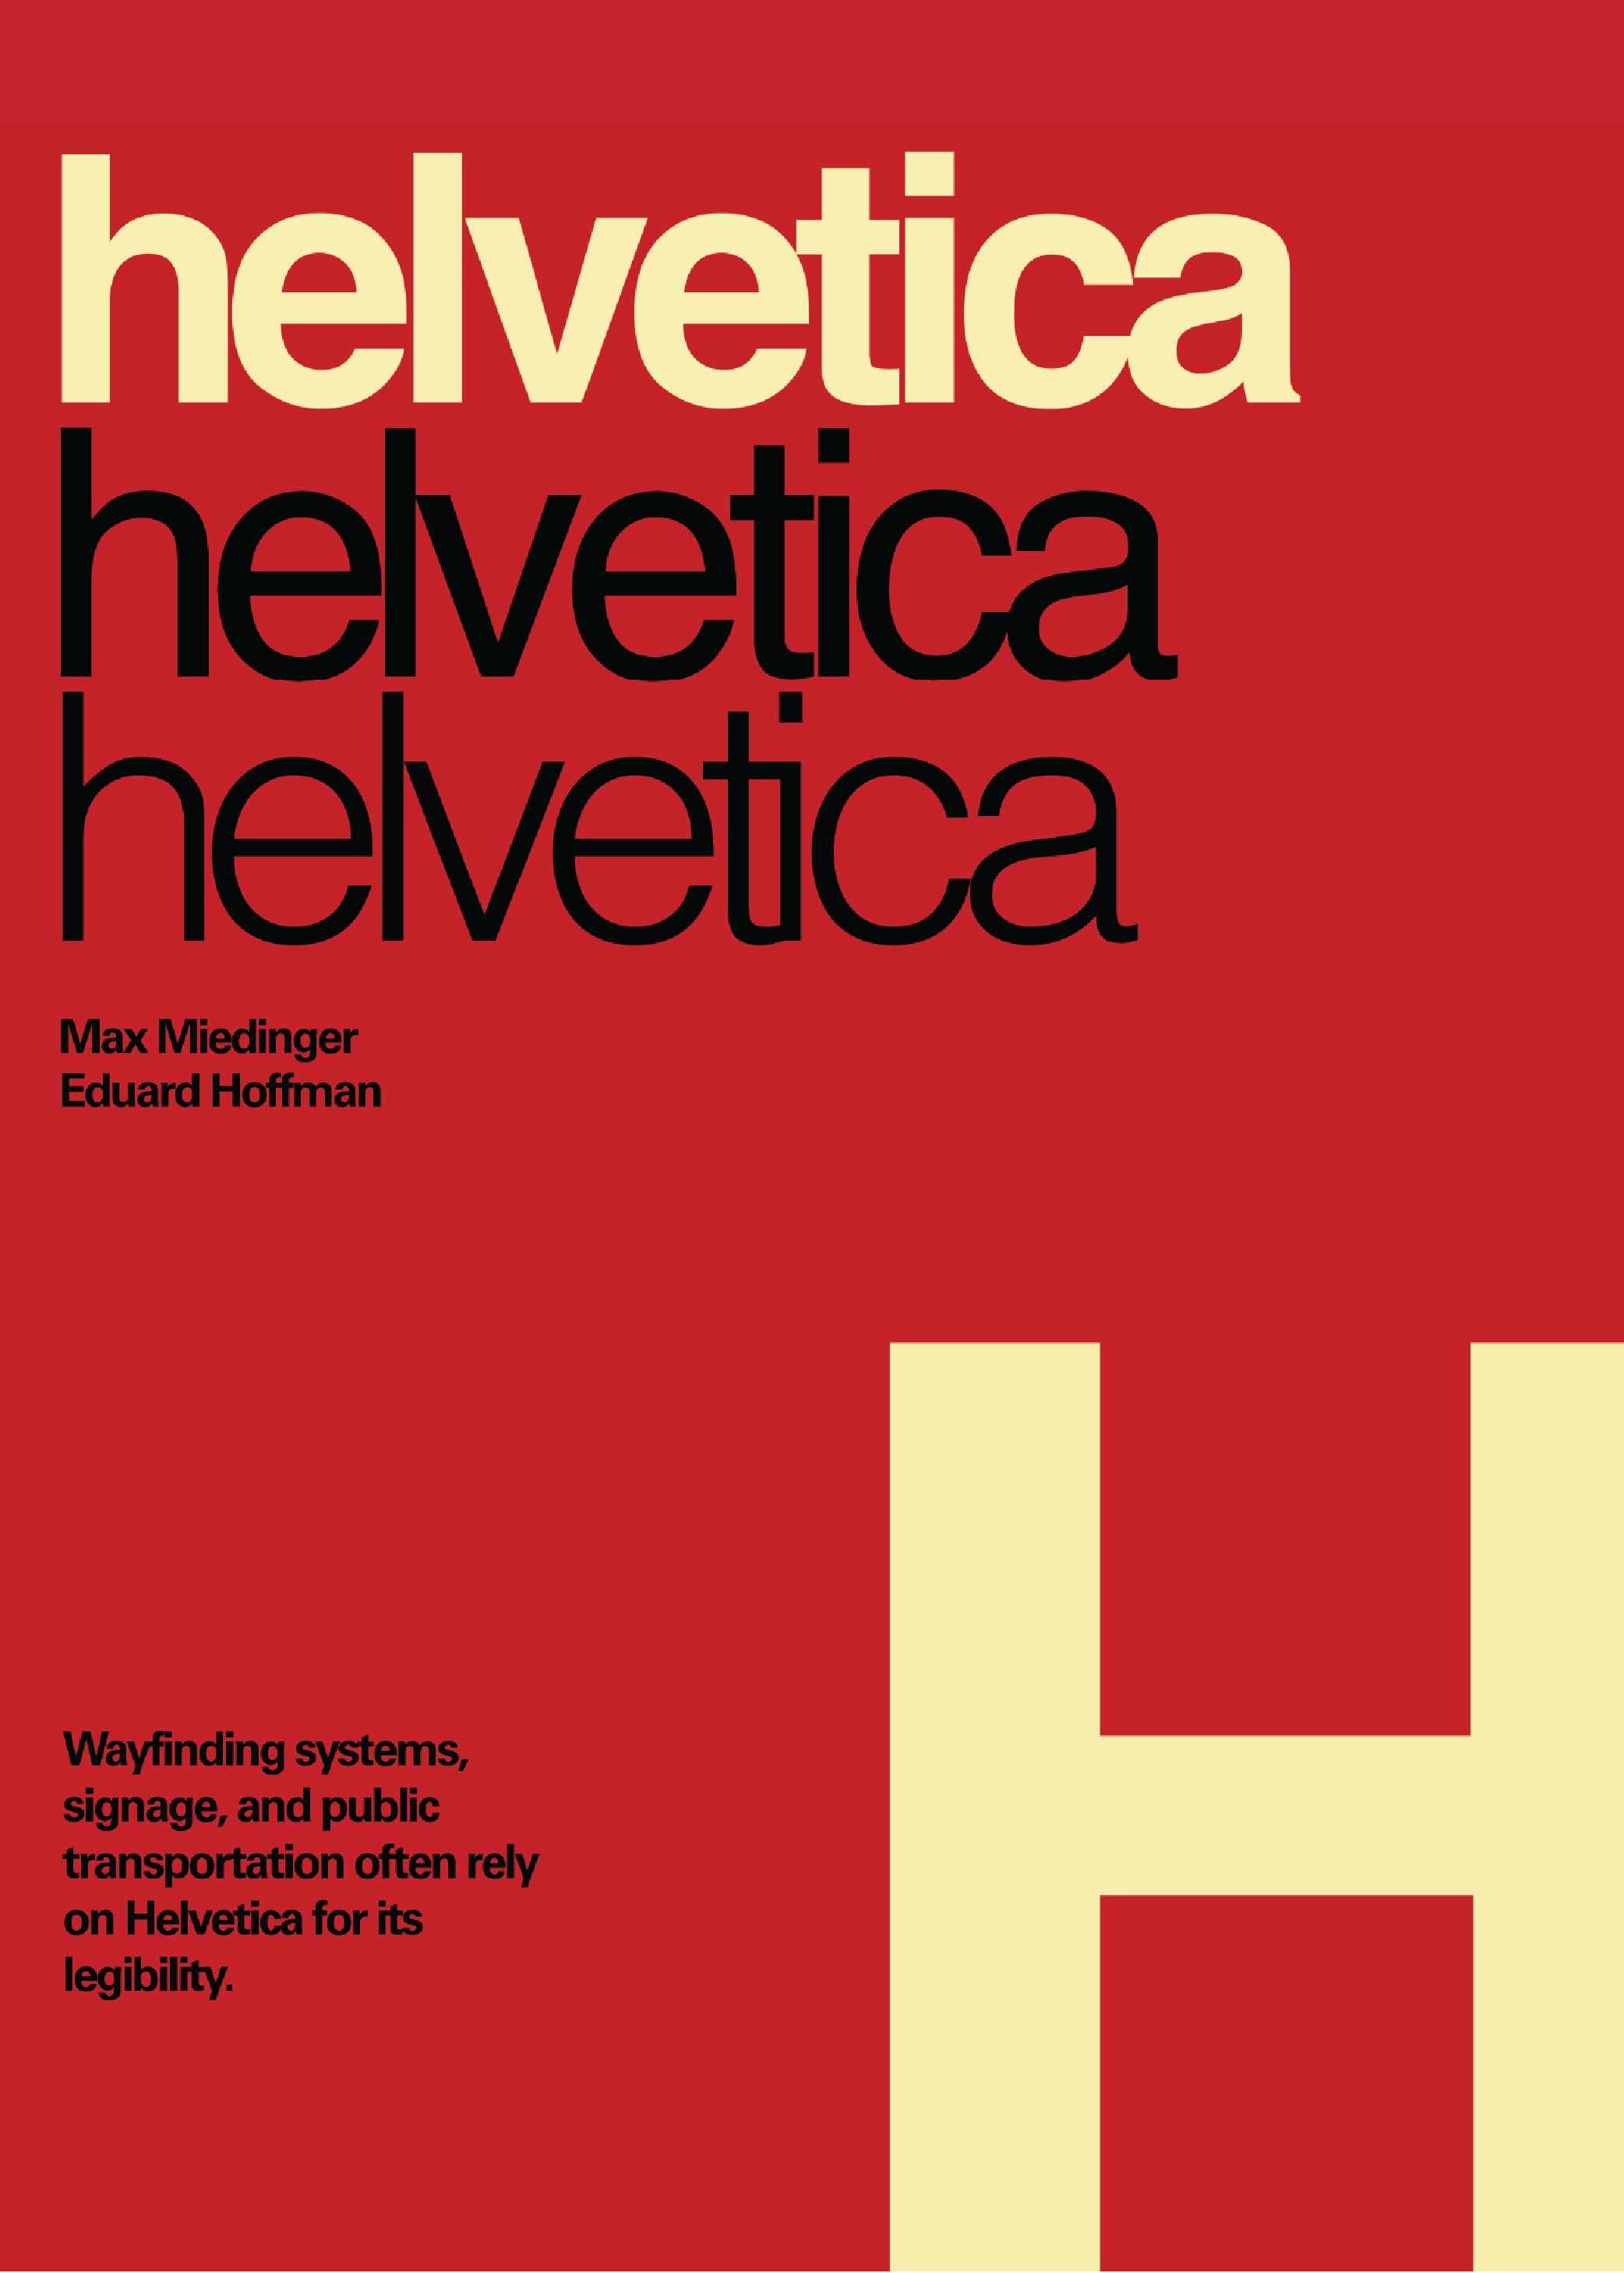 helvetica
helvetica
helvetica
Max Miedinger
Eduard Hoffman
H
Wayfinding systems,
signage, and public
transportation often rely
on Helvetica for its
legibility.